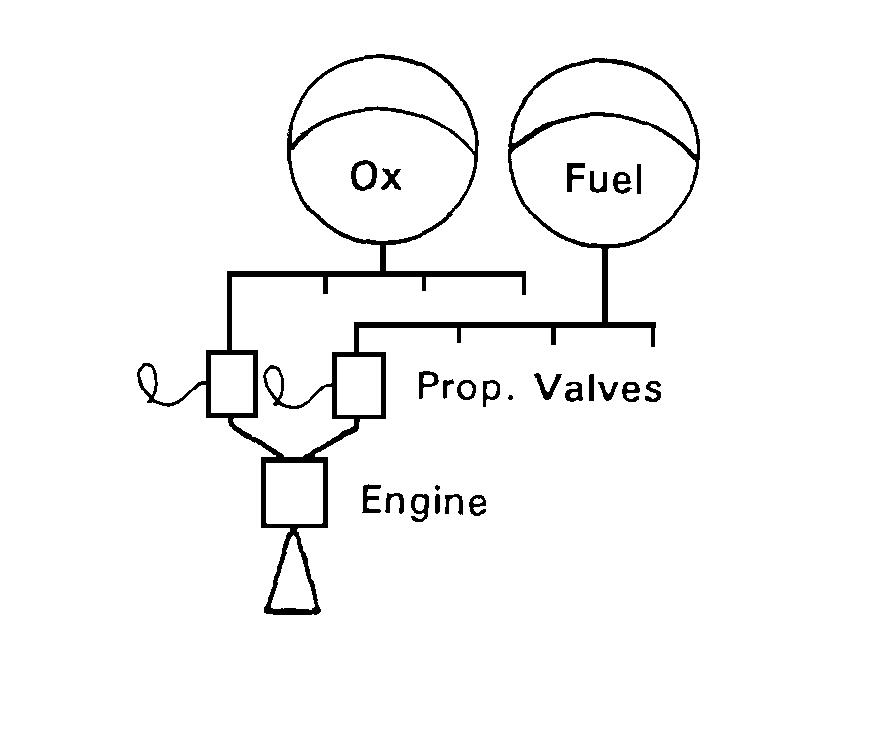 Ox
Fuel
Prop. Valves
Engine